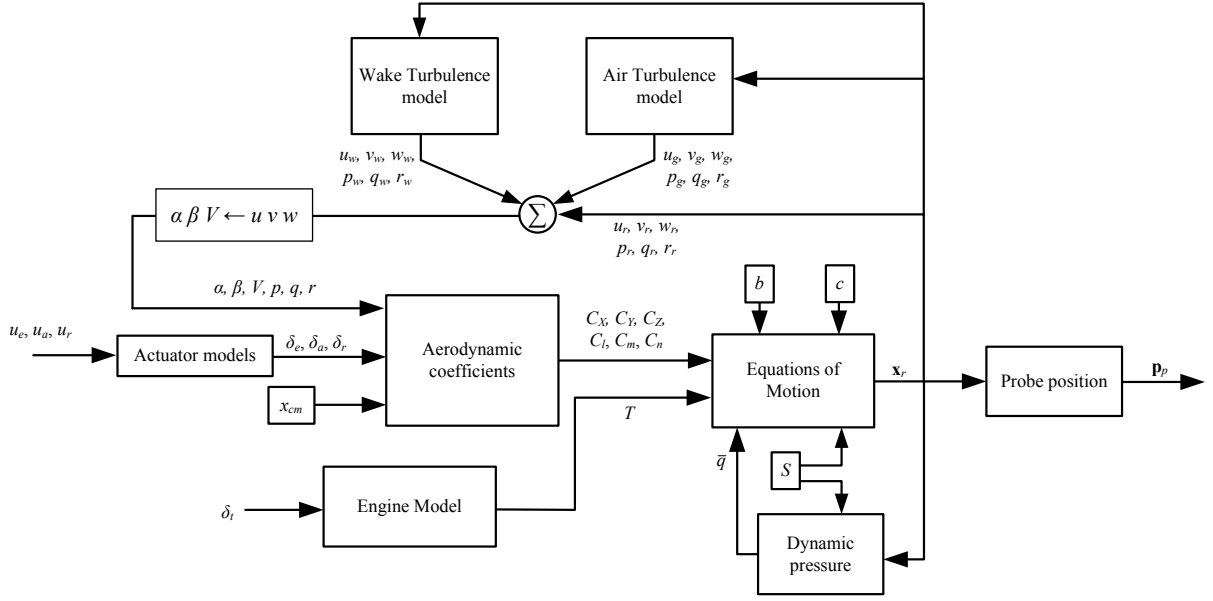 Wake Turbulence
model
Air Turbulence
model
u_w, v_w, w_w,
p_w, q_w, r_w
u_g, v_g, w_g,
p_g, q_g, r_g
α β V ← u v w
Σ
u_r, v_r, w_r,
p_r, q_r, r_r
α, β, V, p, q, r
b
c
u_e, u_a, u_r
Actuator models
δ_e, δ_a, δ_r
Aerodynamic
coefficients
C_X, C_Y, C_Z,
C_l, C_m, C_n
Equations of
Motion
x_r
Probe position
p_p
x_cm
T
q̄
S
δ_t
Engine Model
Dynamic
pressure